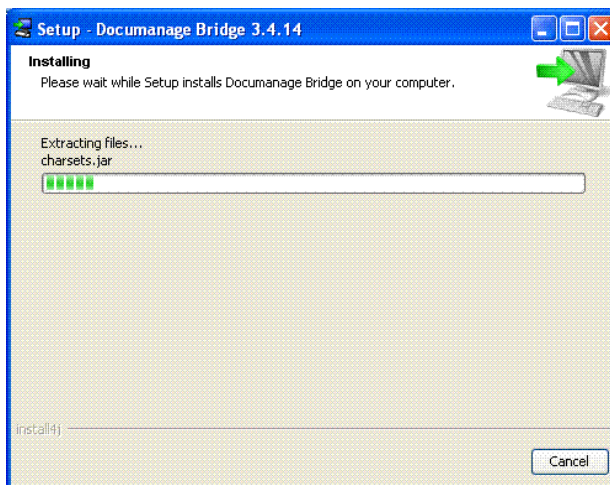 Setup - Documanage Bridge 3.4.14
Installing
Please wait while Setup installs Documanage Bridge on your computer.
Extracting files...
charsets.jar
install4j
Cancel